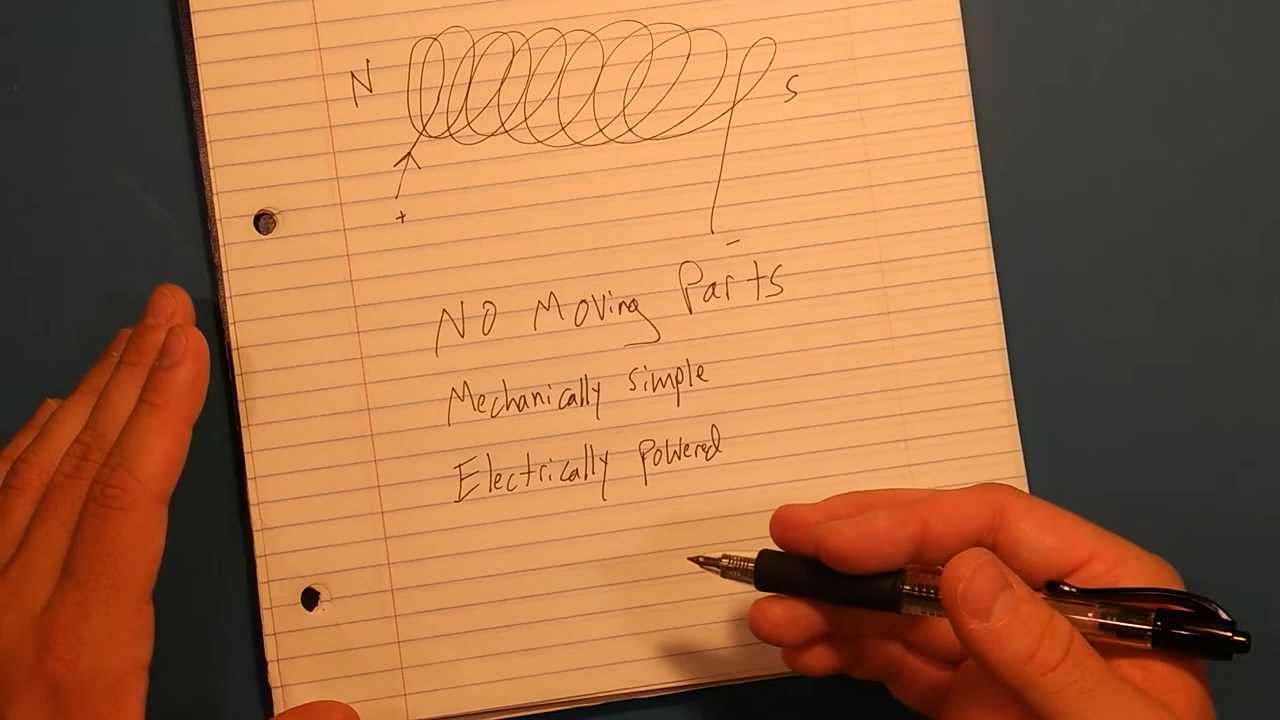 N S
+
-
NO Moving Parts
Mechanically simple
Electrically powered